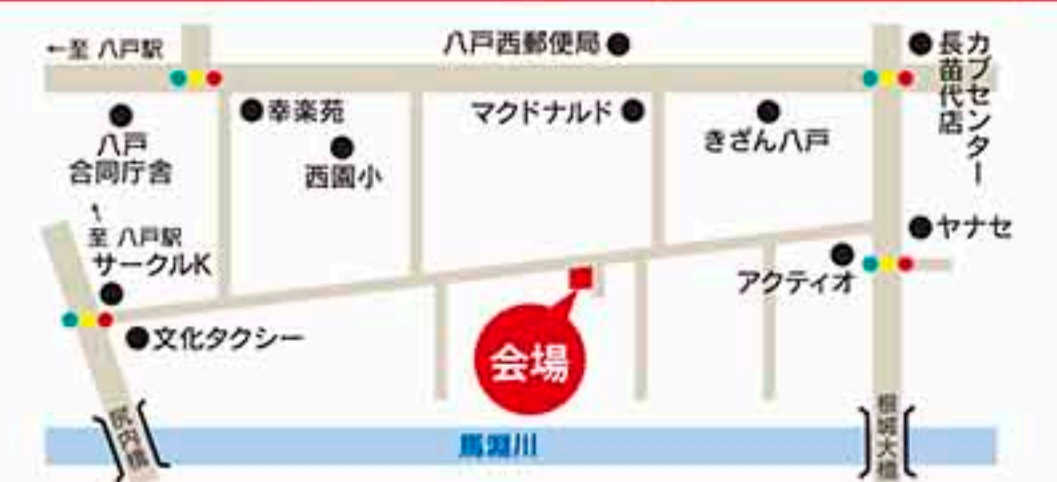 ←至 八戸駅
八戸西郵便局
カブセンター
長苗代店
八戸
合同庁舎
幸楽苑
西園小
マクドナルド
きざん八戸
至 八戸駅
サークルK
文化タクシー
ヤナセ
アクティオ
会場
尻内橋
馬淵川
根城大橋